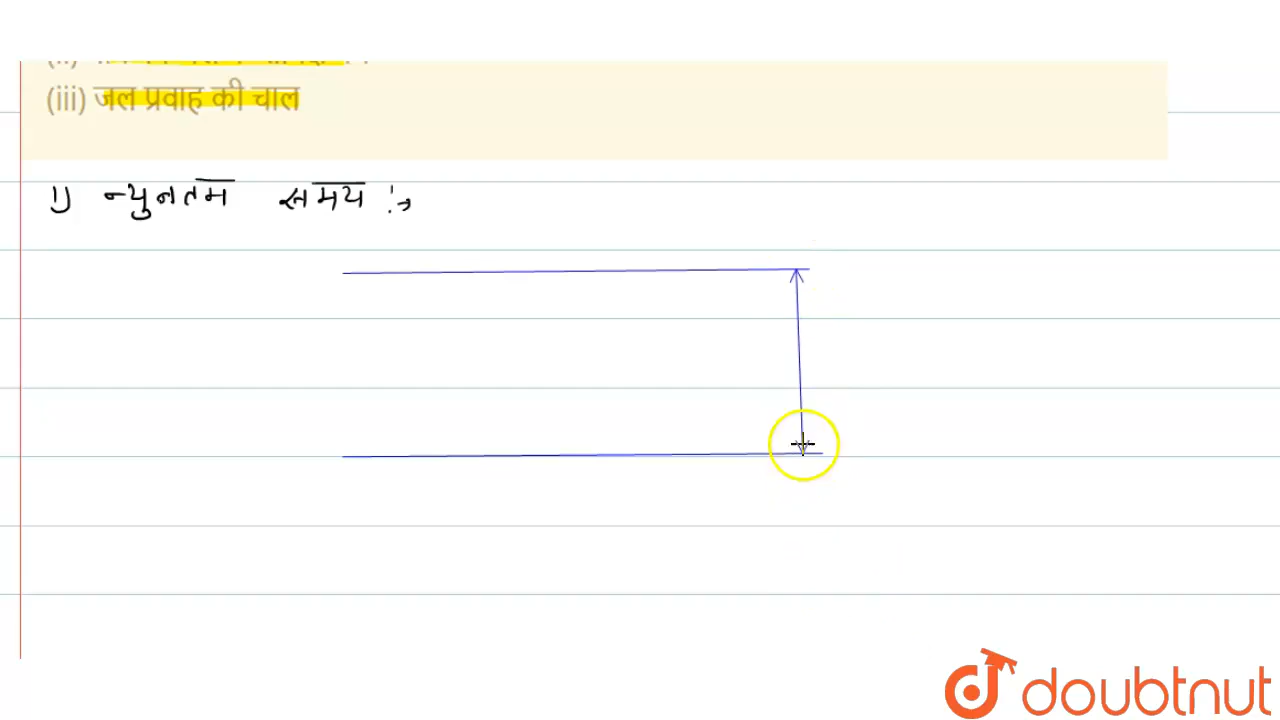 (iii) जल प्रवाह की चाल
1) न्युनतम समय :→
doubtnut